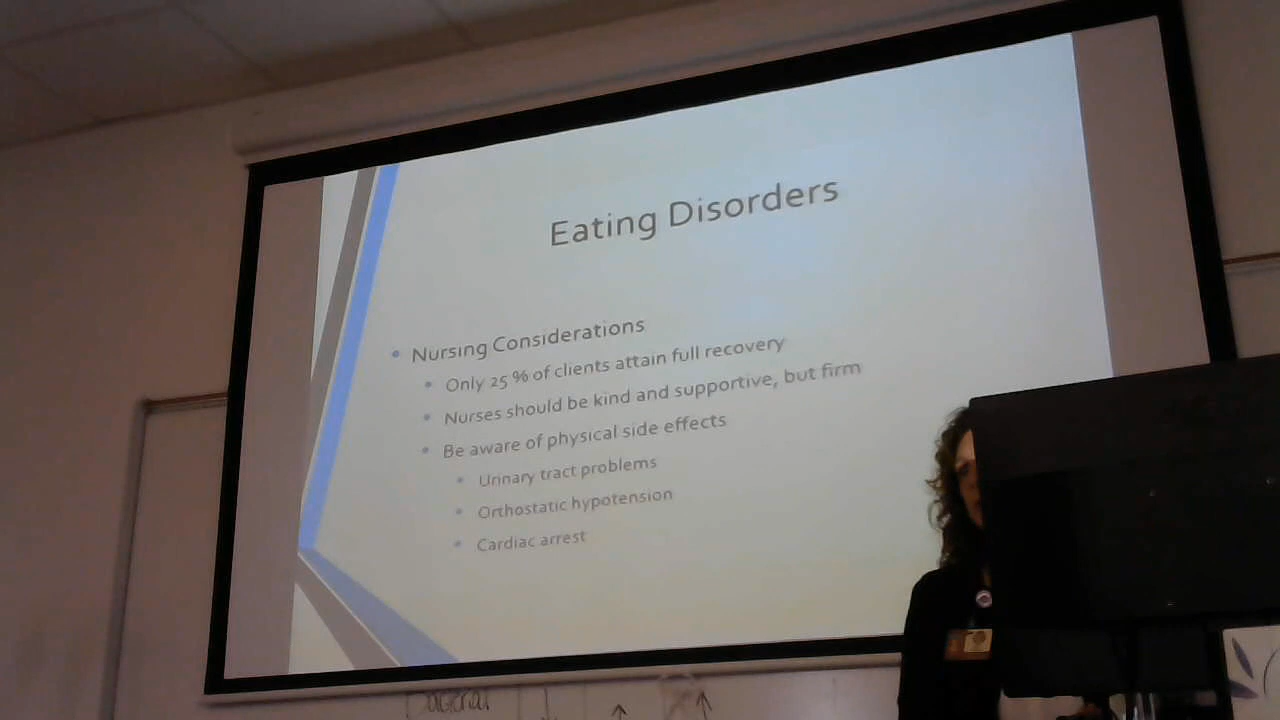 Eating Disorders
Nursing Considerations
Only 25 % of clients attain full recovery
Nurses should be kind and supportive, but firm
Be aware of physical side effects
Urinary tract problems
Orthostatic hypotension
Cardiac arrest